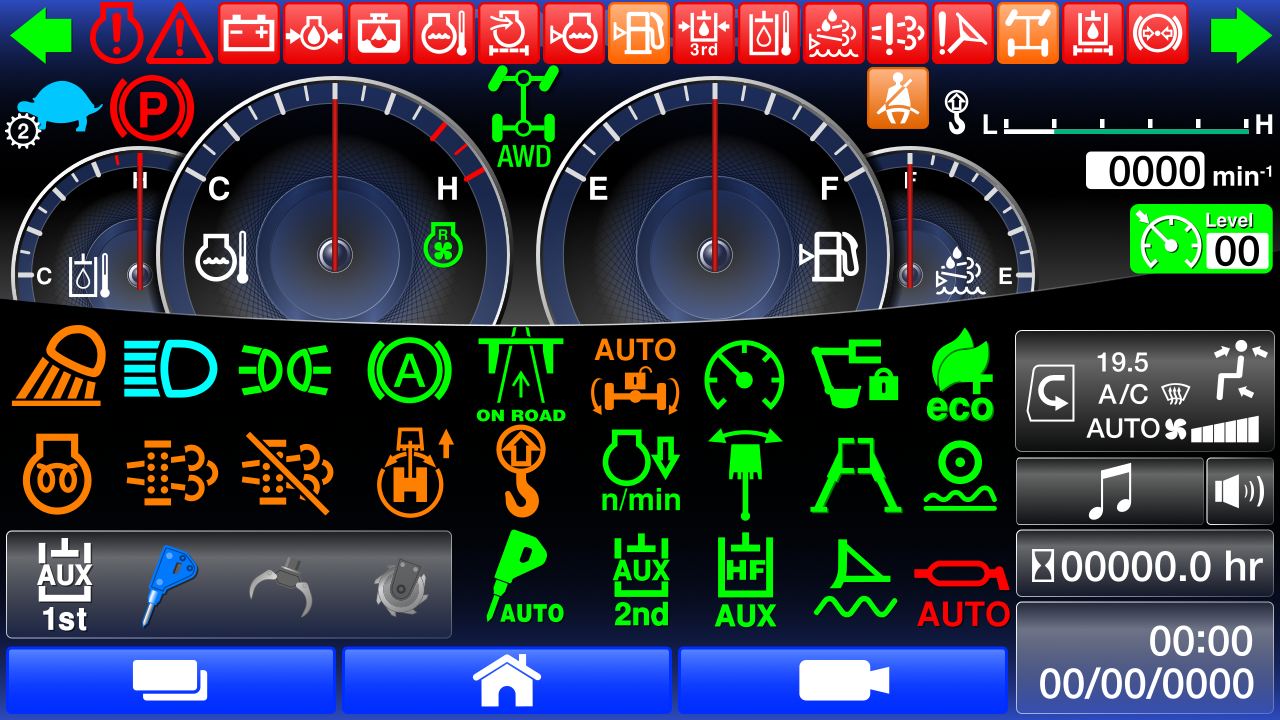 3rd
2
P
AWD
L H
0000 min-1
H
C H
E F
F
R
Level
00
C
E
AUTO
A
ON ROAD
eco
19.5
A/C
AUTO
H
n/min
AUX
1st
AUTO
AUX
2nd
HF
AUX
AUTO
00000.0 hr
00:00
00/00/0000